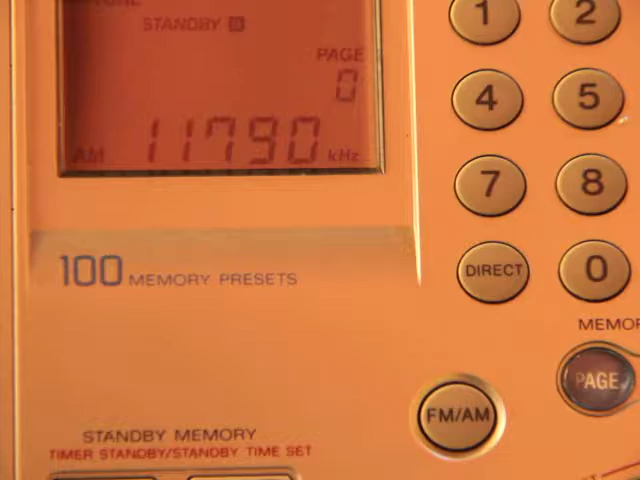 STANDBY
PAGE
0
AM 11790 kHz
1 2
4 5
7 8
DIRECT 0
100 MEMORY PRESETS
PAGE
FM/AM
STANDBY MEMORY
TIMER STANDBY/STANDBY TIME SET